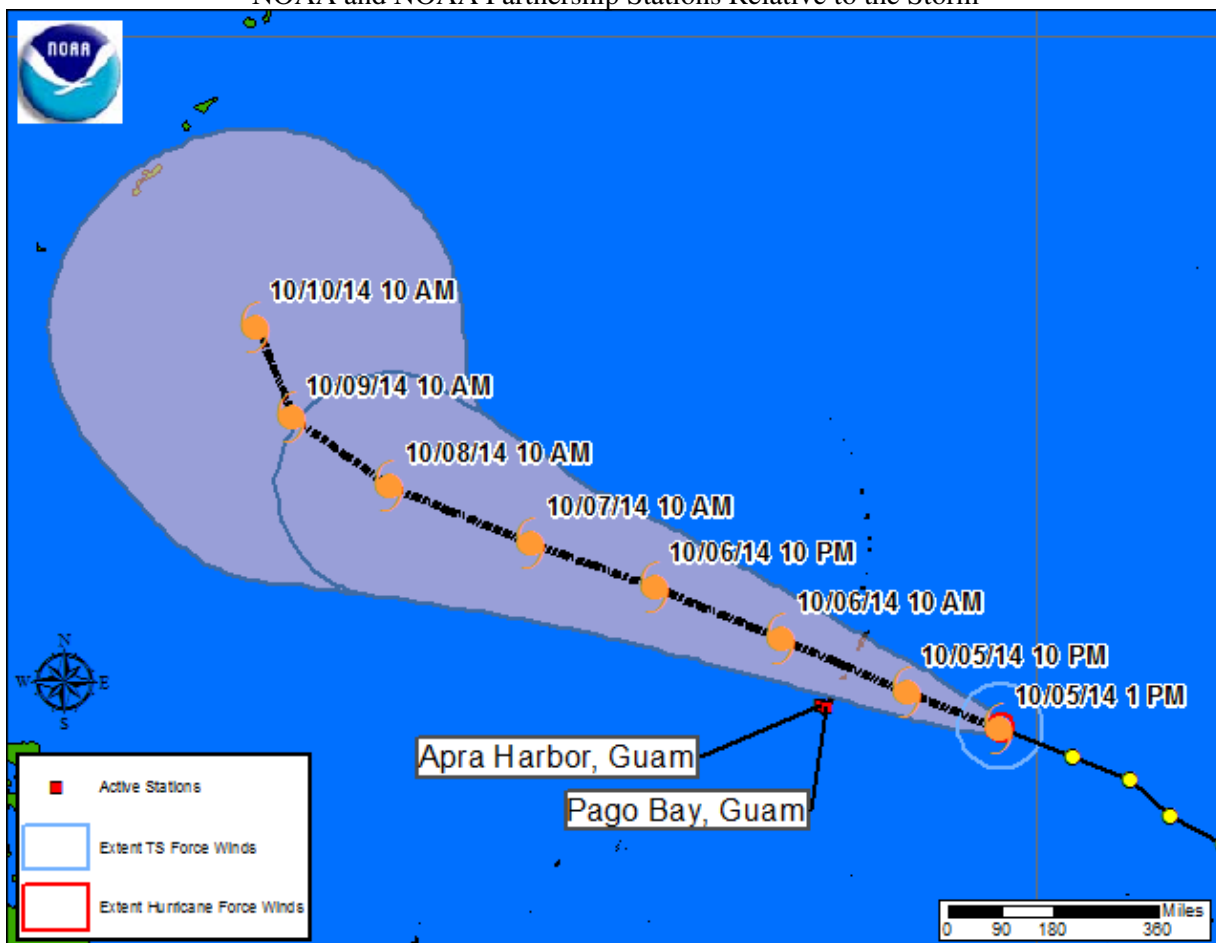 NOAA and NOAA Partnership Stations Relative to the Storm
NOAA
10/10/14 10 AM
10/09/14 10 AM
10/08/14 10 AM
10/07/14 10 AM
10/06/14 10 PM
10/06/14 10 AM
10/05/14 10 PM
10/05/14 1 PM
N
W E
S
Apra Harbor, Guam
Pago Bay, Guam
Active Stations
Extent TS Force Winds
Extent Hurricane Force Winds
Miles
0 90 180 360